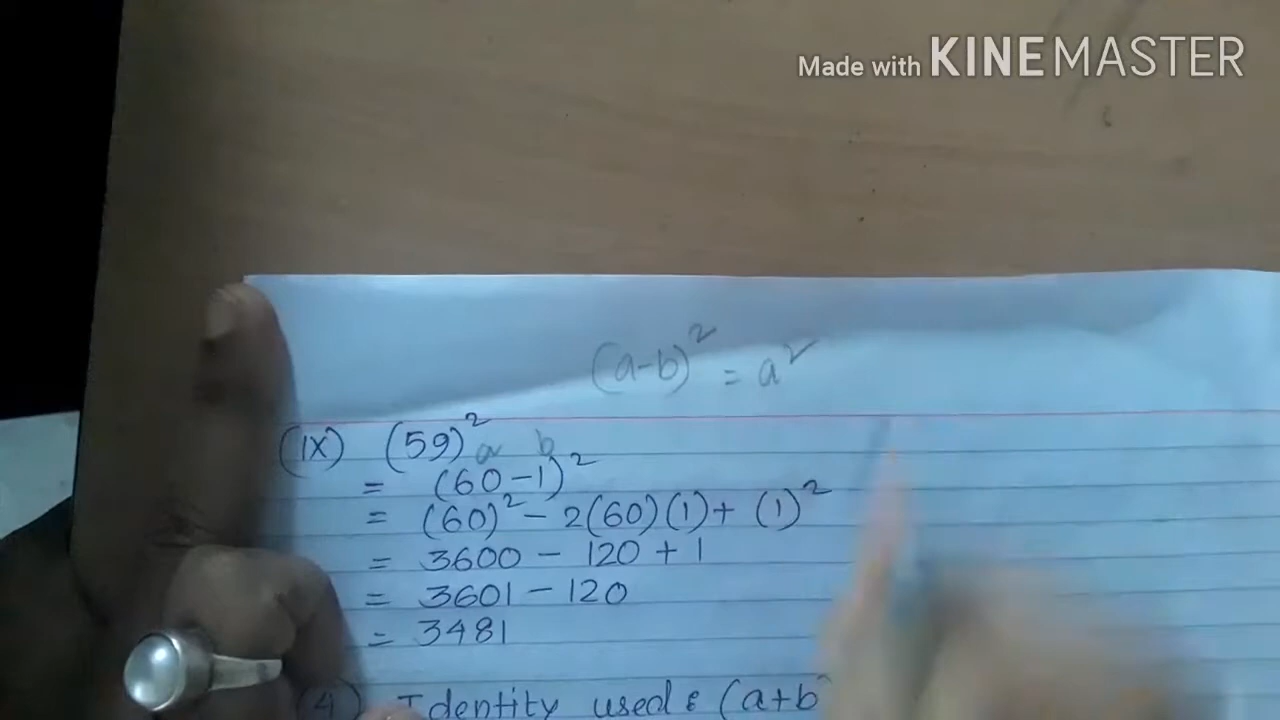 Made with KINEMASTER
(a-b)² = a²
(IX) (59)²
a b
= (60-1)²
= (60)² - 2(60)(1) + (1)²
= 3600 - 120 + 1
= 3601 - 120
= 3481
(4) Identity used : (a+b